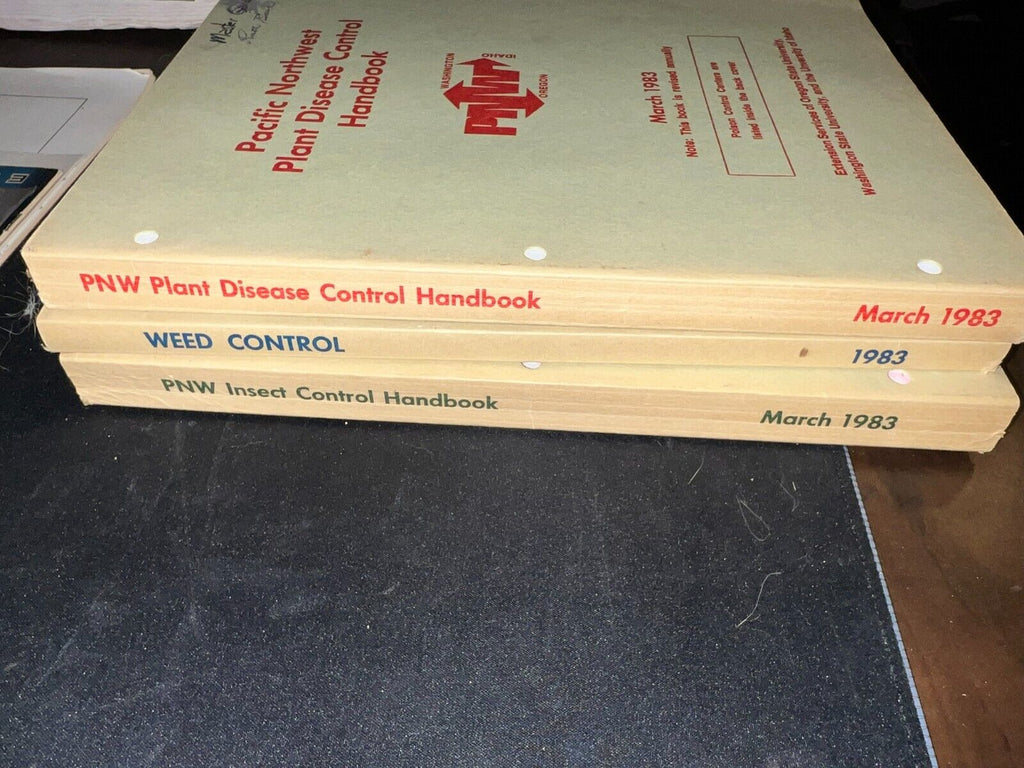 Pacific Northwest
Plant Disease Control
Handbook
WASHINGTON
IDAHO
PNW
OREGON
March 1983
Note: This book is revised annually
Poison Control Centers are
listed inside the back cover
Extension Services of Oregon State University,
Washington State University, and the University of Idaho
PNW Plant Disease Control Handbook March 1983
WEED CONTROL 1983
PNW Insect Control Handbook March 1983